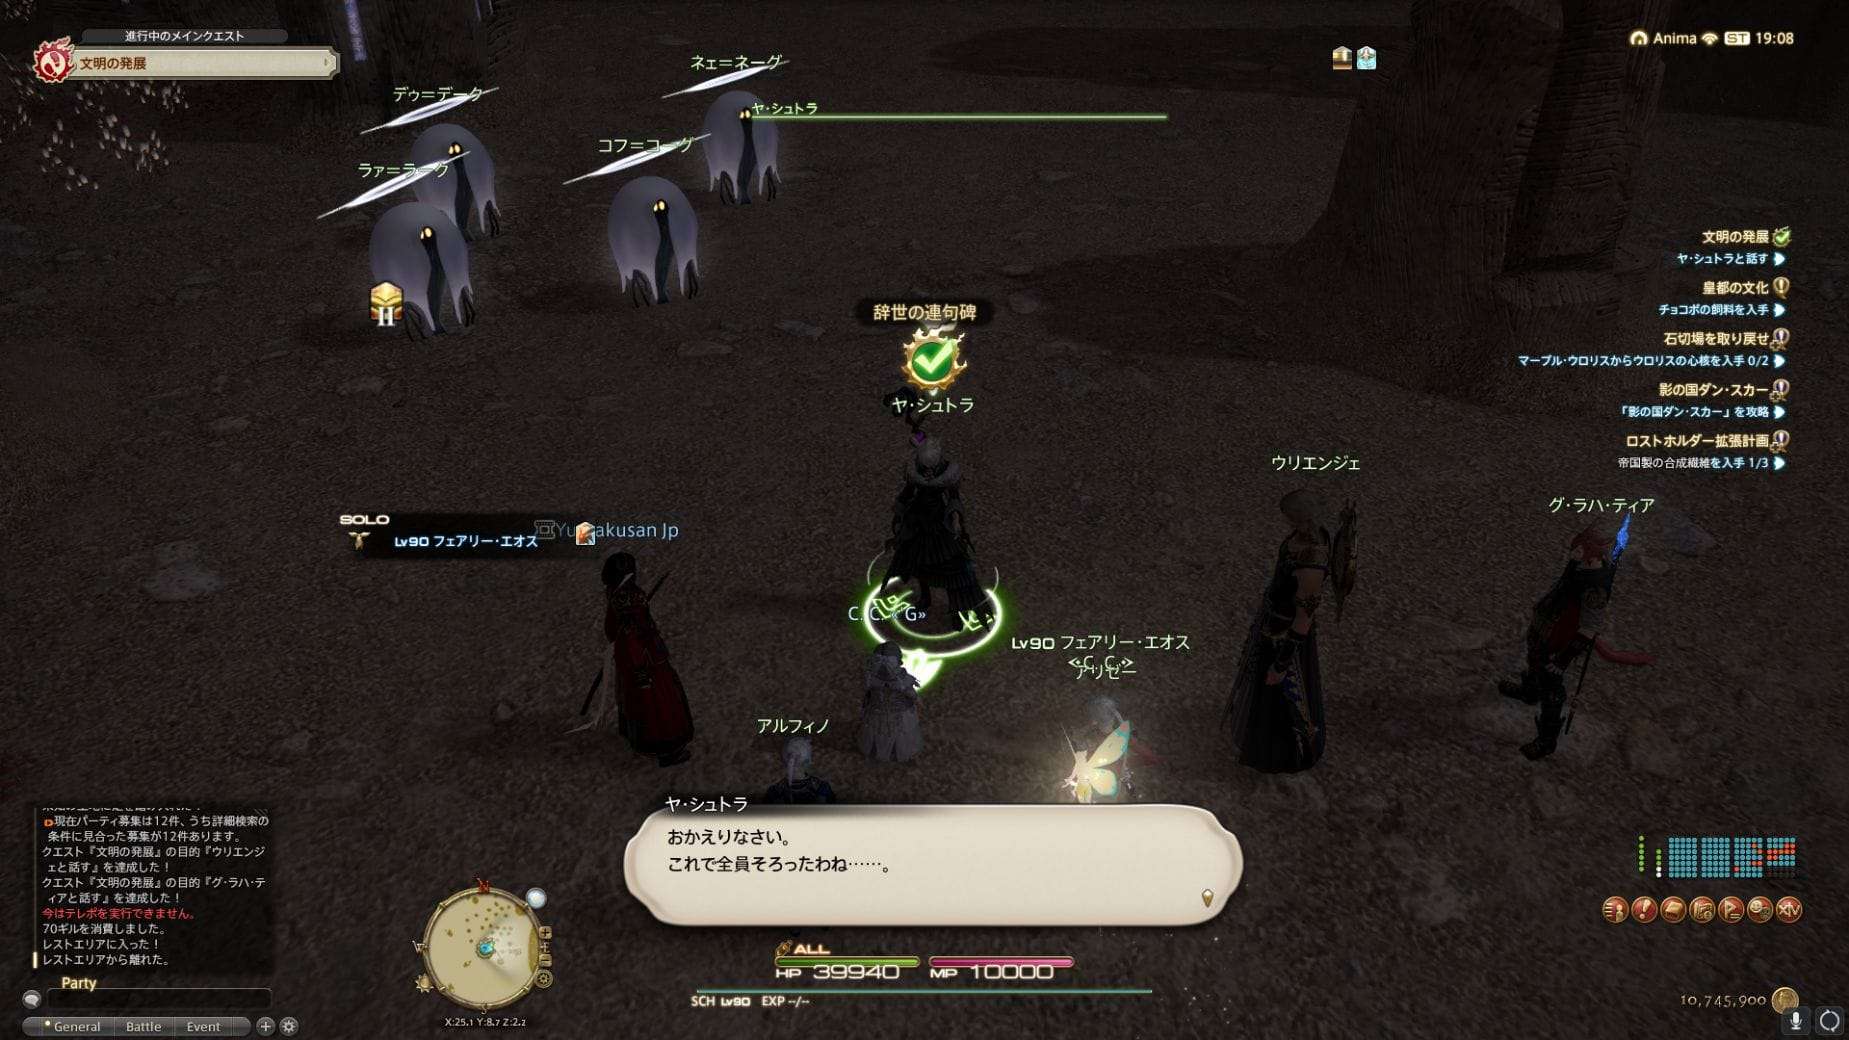 進行中のメインクエスト
文明の発展
Anima ST 19:08
ネェ=ネーグ
デゥ=デーク
ヤ・シュトラ
コフ=コーグ
ラァ=ラーク
H
文明の発展
ヤ・シュトラと話す
皇都の文化
チョコボの飼料を入手
石切場を取り戻せ
マーブル・ウロリスからウロリスの心核を入手 0/2
影の国ダン・スカー
「影の国ダン・スカー」を攻略
ロストホルダー拡張計画
帝国製の合成繊維を入手 1/3
辞世の連句碑
ヤ・シュトラ
ウリエンジェ
グ・ラハ・ティア
SOLO
Lv90 フェアリー・エオス
akusan Jp
Lv90 フェアリー・エオス
アリゼー
アルフィノ
ヤ・シュトラ
おかえりなさい。
これで全員そろったわね……。
現在パーティ募集は12件、うち詳細検索の
条件に見合った募集が12件あります。
クエスト『文明の発展』の目的『ウリエンジ
ェと話す』を達成した！
クエスト『文明の発展』の目的『グ・ラハ・テ
ィアと話す』を達成した！
今はテレポを実行できません。
70ギルを消費しました。
レストエリアに入った！
レストエリアから離れた。
Party
General Battle Event
X:25.1 Y:8.7 Z:2.2
ALL
HP 39940 MP 10000
SCH Lv90 EXP --/--
XIV
10,745,900